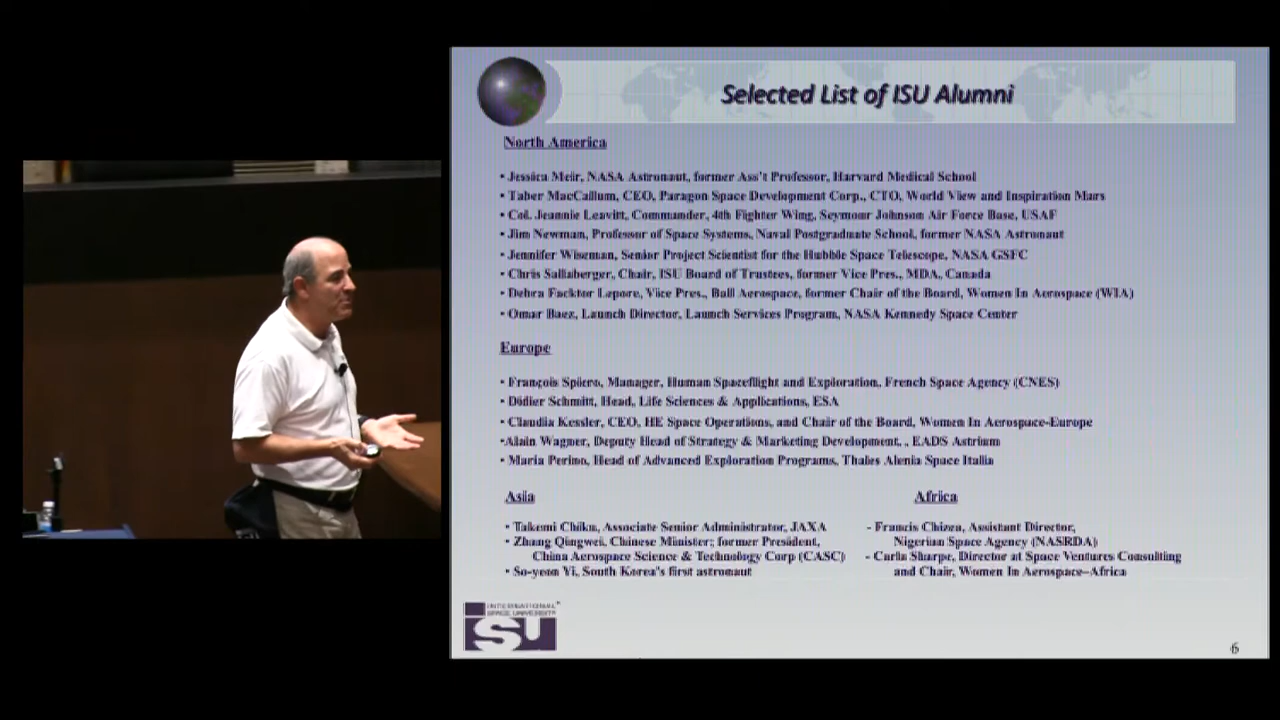 Selected List of ISU Alumni
North America
• Jessica Meir, NASA Astronaut, former Ass't Professor, Harvard Medical School
• Taber MacCallum, CEO, Paragon Space Development Corp., CTO, World View and Inspiration Mars
• Col. Jeannie Leavitt, Commander, 4th Fighter Wing, Seymour Johnson Air Force Base, USAF
• Jim Newman, Professor of Space Systems, Naval Postgraduate School, former NASA Astronaut
• Jennifer Wiseman, Senior Project Scientist for the Hubble Space Telescope, NASA GSFC
• Chris Sallaberger, Chair, ISU Board of Trustees, former Vice Pres., MDA, Canada
• Debra Facktor Lepore, Vice Pres., Ball Aerospace, former Chair of the Board, Women In Aerospace (WIA)
• Omar Baez, Launch Director, Launch Services Program, NASA Kennedy Space Center
Europe
• François Spiero, Manager, Human Spaceflight and Exploration, French Space Agency (CNES)
• Didier Schmitt, Head, Life Sciences & Applications, ESA
• Claudia Kessler, CEO, HE Space Operations, and Chair of the Board, Women In Aerospace-Europe
•Alain Wagner, Deputy Head of Strategy & Marketing Development, , EADS Astrium
• Maria Perino, Head of Advanced Exploration Programs, Thales Alenia Space Italia
Asia
• Takemi Chiku, Associate Senior Administrator, JAXA
• Zhang Qingwei, Chinese Minister; former President,
China Aerospace Science & Technology Corp (CASC)
• So-yeon Yi, South Korea's first astronaut
Africa
- Francis Chizea, Assistant Director,
Nigerian Space Agency (NASRDA)
- Carla Sharpe, Director at Space Ventures Consulting
and Chair, Women In Aerospace–Africa
INTERNATIONAL
SPACE UNIVERSITY
ISU
6